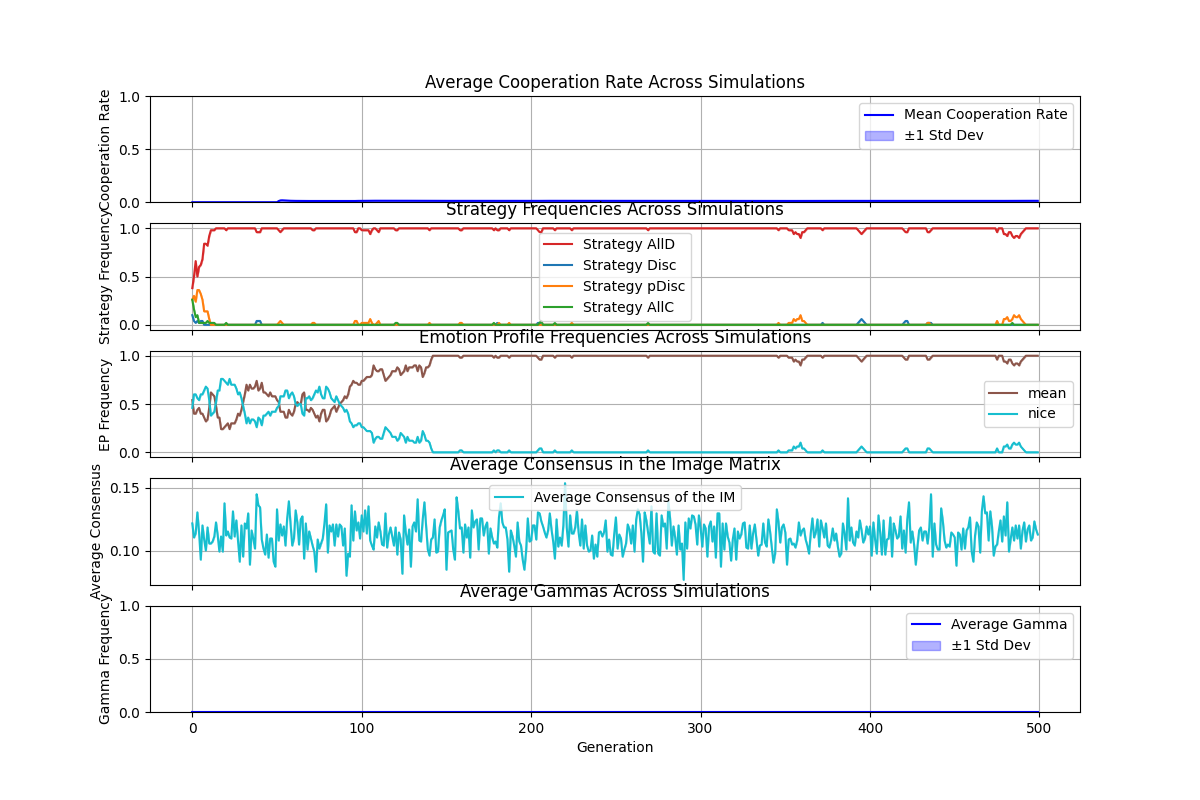 Average Cooperation Rate Across Simulations
Cooperation Rate
1.0
0.5
0.0
Mean Cooperation Rate
±1 Std Dev
Strategy Frequencies Across Simulations
Strategy Frequency
1.0
0.5
0.0
Strategy AllD
Strategy Disc
Strategy pDisc
Strategy AllC
Emotion Profile Frequencies Across Simulations
EP Frequency
1.0
0.5
0.0
mean
nice
Average Consensus in the Image Matrix
Average Consensus
0.15
0.10
Average Consensus of the IM
Average Gammas Across Simulations
Gamma Frequency
1.0
0.5
0.0
Average Gamma
±1 Std Dev
0 100 200 300 400 500
Generation